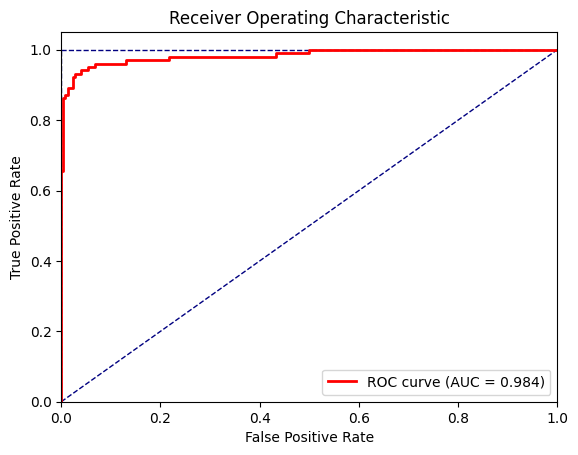 Receiver Operating Characteristic
1.0
0.8
0.6
0.4
0.2
0.0
True Positive Rate
ROC curve (AUC = 0.984)
0.0 0.2 0.4 0.6 0.8 1.0
False Positive Rate